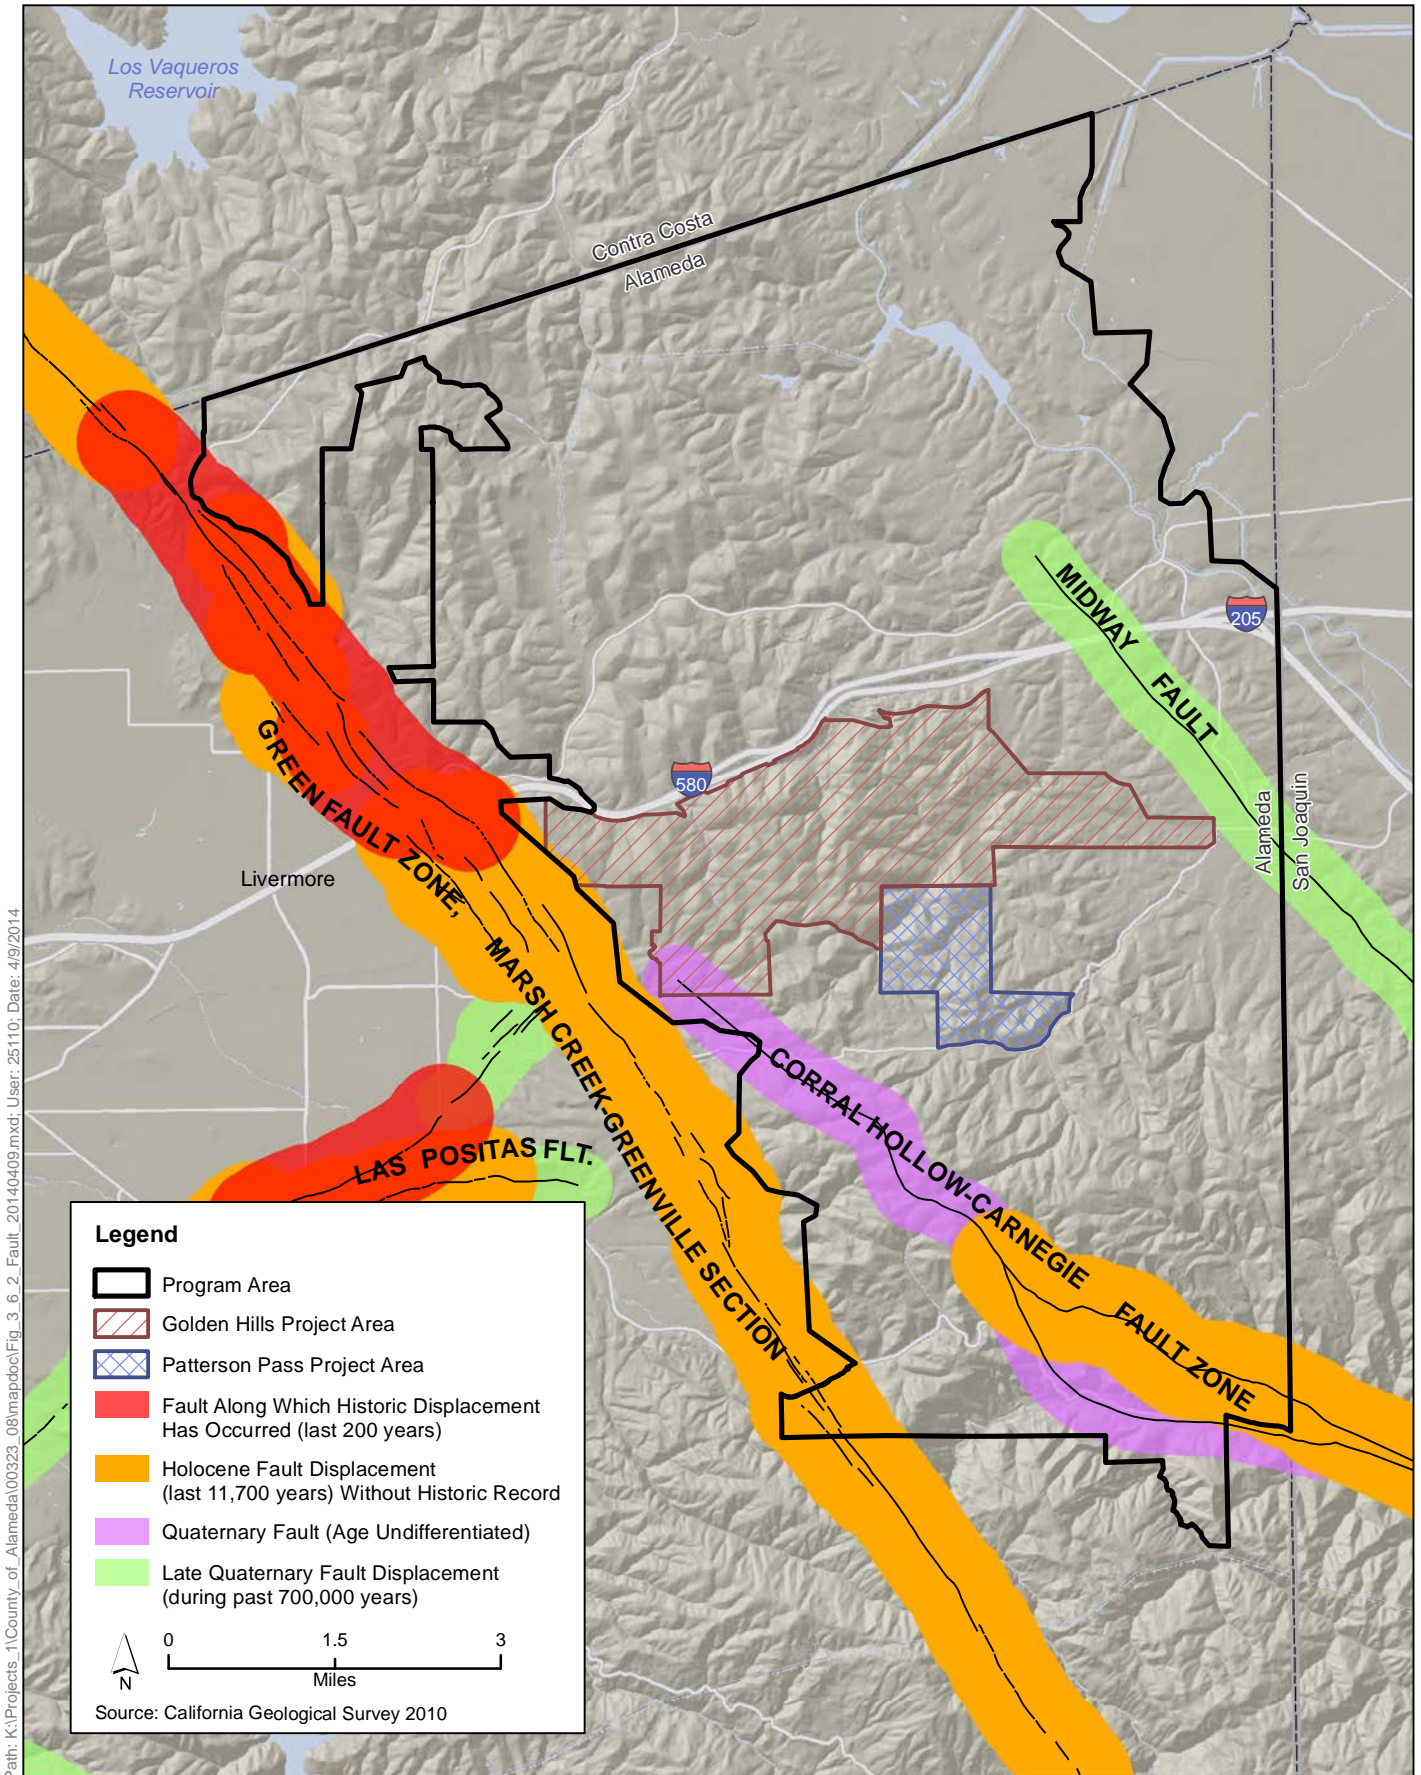 Los Vaqueros
Reservoir
Contra Costa
Alameda
MIDWAY FAULT
205
580
GREEN FAULT ZONE,
MARSH CREEK-GREENVILLE SECTION
Livermore
Alameda
San Joaquin
CORRAL HOLLOW-CARNEGIE FAULT ZONE
LAS POSITAS FLT.
Legend
Program Area
Golden Hills Project Area
Patterson Pass Project Area
Fault Along Which Historic Displacement
Has Occurred (last 200 years)
Holocene Fault Displacement
(last 11,700 years) Without Historic Record
Quaternary Fault (Age Undifferentiated)
Late Quaternary Fault Displacement
(during past 700,000 years)
N
0 1.5 3
Miles
Source: California Geological Survey 2010
Path: K:\Projects_1\County_of_Alameda\00323_08\mapdoc\Fig_3_6_2_Fault_20140409.mxd; User: 25110; Date: 4/9/2014